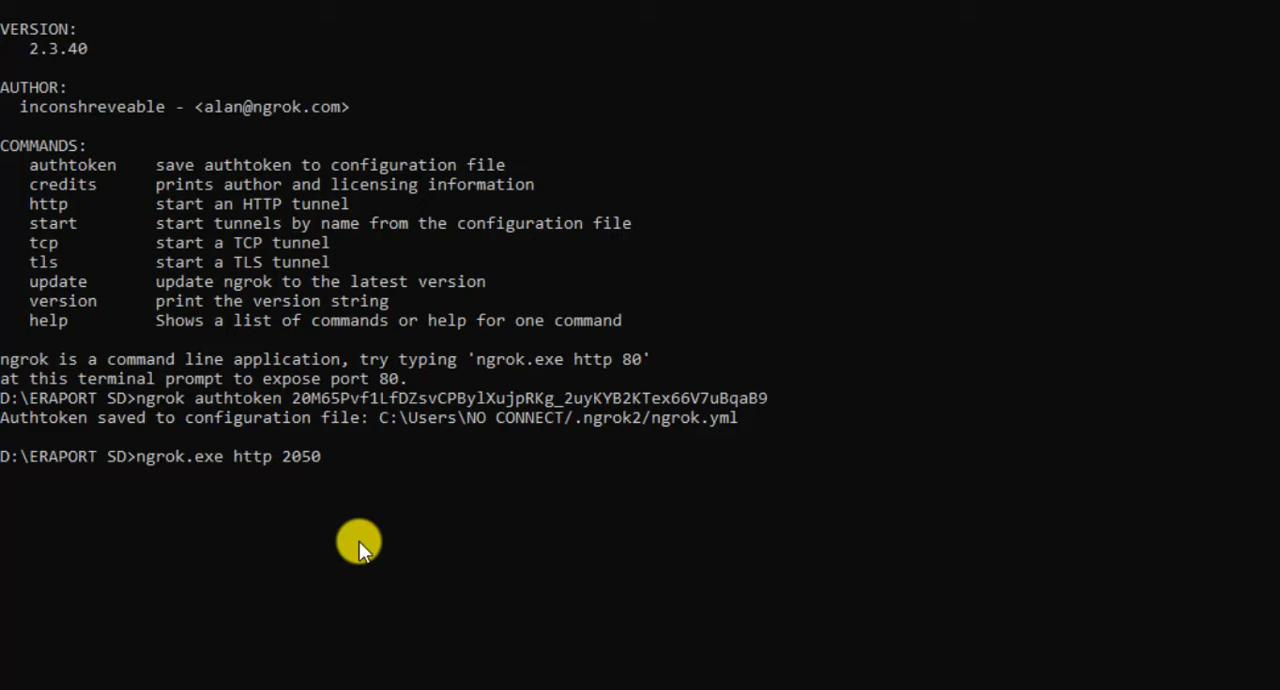 VERSION:
2.3.40
AUTHOR:
inconshreveable - <alan@ngrok.com>
COMMANDS:
authtoken save authtoken to configuration file
credits prints author and licensing information
http start an HTTP tunnel
start start tunnels by name from the configuration file
tcp start a TCP tunnel
tls start a TLS tunnel
update update ngrok to the latest version
version print the version string
help Shows a list of commands or help for one command
ngrok is a command line application, try typing 'ngrok.exe http 80'
at this terminal prompt to expose port 80.
D:\ERAPORT SD>ngrok authtoken 20M65Pvf1LfDZsvCPBylXujpRKg_2uyKYB2KTex66V7uBqaB9
Authtoken saved to configuration file: C:\Users\NO CONNECT/.ngrok2/ngrok.yml
D:\ERAPORT SD>ngrok.exe http 2050